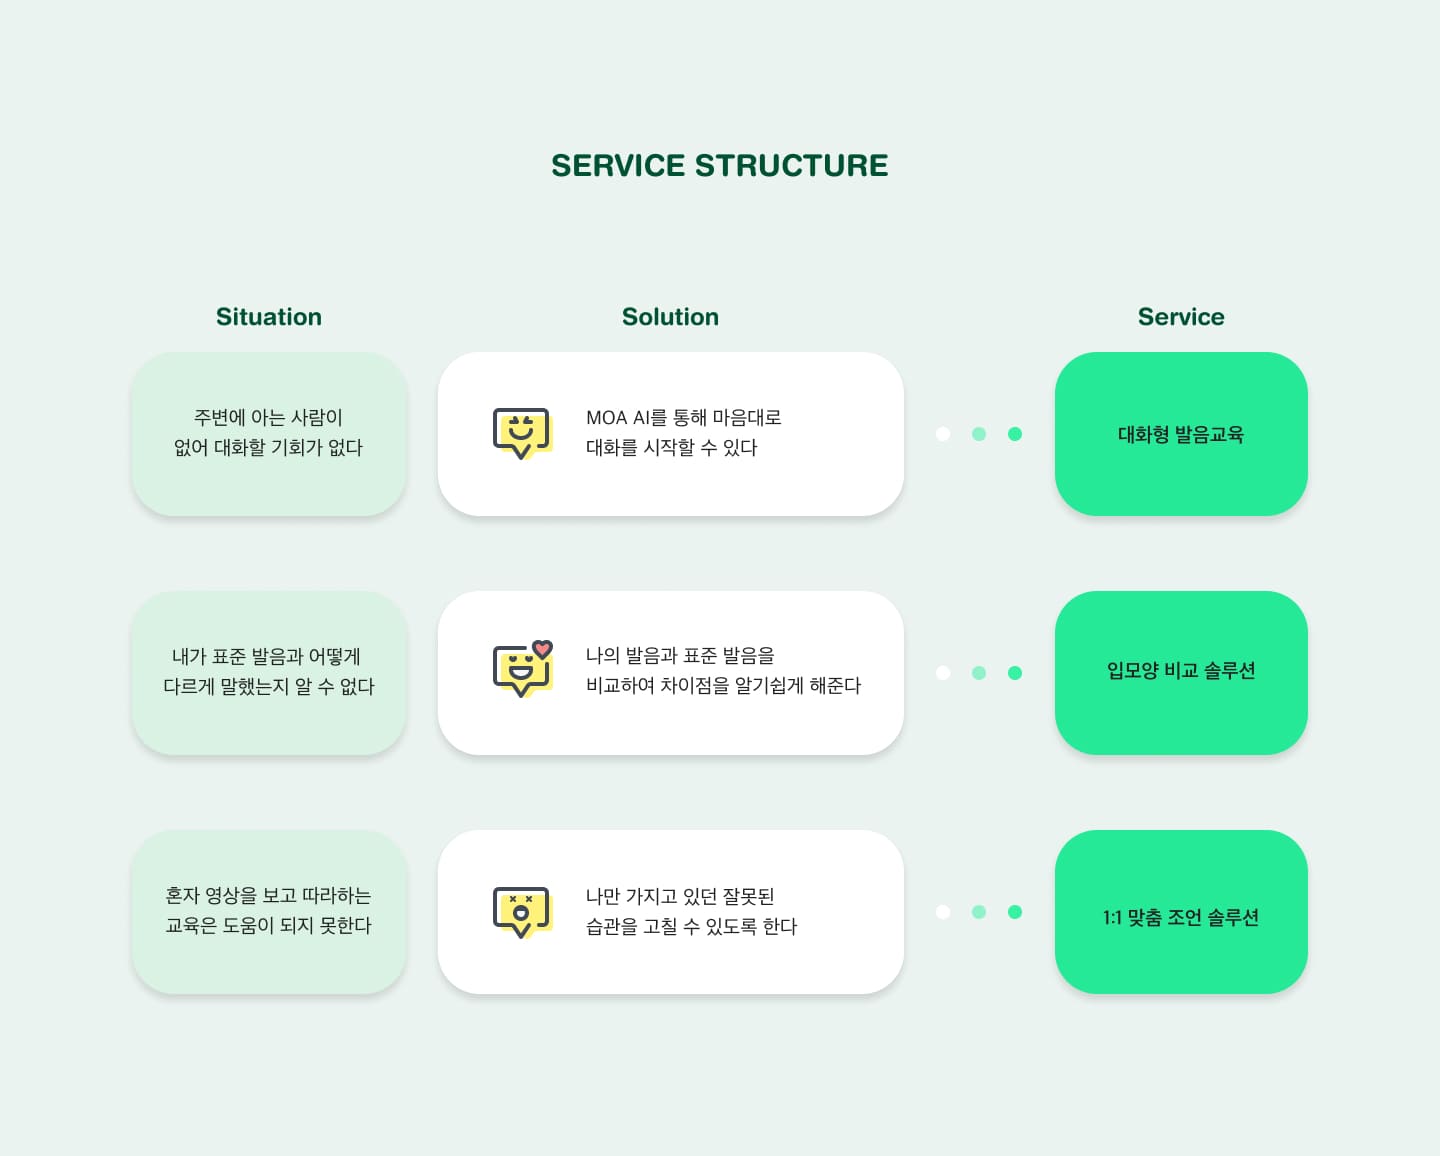 SERVICE STRUCTURE
Situation
Solution
Service
주변에 아는 사람이
없어 대화할 기회가 없다
MOA AI를 통해 마음대로
대화를 시작할 수 있다
대화형 발음교육
내가 표준 발음과 어떻게
다르게 말했는지 알 수 없다
나의 발음과 표준 발음을
비교하여 차이점을 알기쉽게 해준다
입모양 비교 솔루션
혼자 영상을 보고 따라하는
교육은 도움이 되지 못한다
나만 가지고 있던 잘못된
습관을 고칠 수 있도록 한다
1:1 맞춤 조언 솔루션